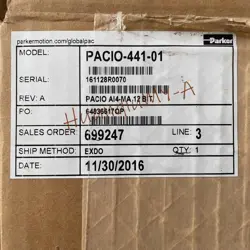 parkermotion.com/globalpac
Parker
MODEL: PACIO-441-01
SERIAL: 161128R0070
REV: A PACIO AI4-MA,12 BIT
PO:
SALES ORDER: 699247 LINE: 3
SHIP METHOD: EXDO QTY: 1
DATE: 11/30/2016